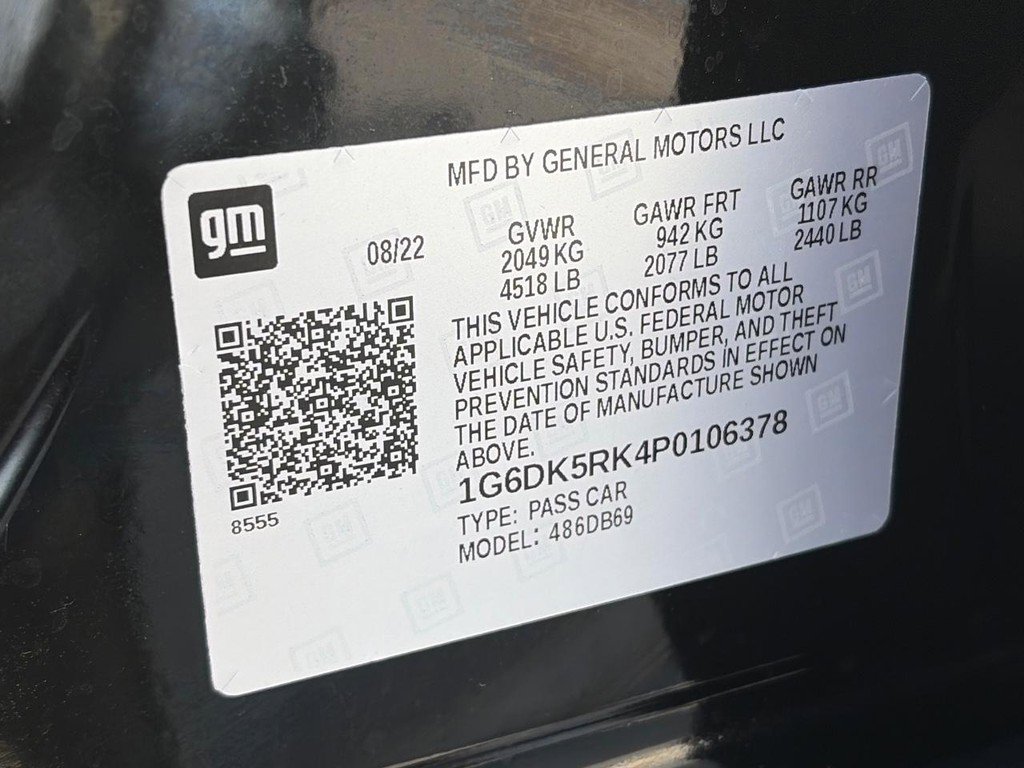 MFD BY GENERAL MOTORS LLC
gm
08/22
GVWR GAWR FRT GAWR RR
2049 KG 942 KG 1107 KG
4518 LB 2077 LB 2440 LB
THIS VEHICLE CONFORMS TO ALL
APPLICABLE U.S. FEDERAL MOTOR
VEHICLE SAFETY, BUMPER, AND THEFT
PREVENTION STANDARDS IN EFFECT ON
THE DATE OF MANUFACTURE SHOWN
ABOVE.
1G6DK5RK4P0106378
TYPE: PASS CAR
MODEL: 486DB69
8555